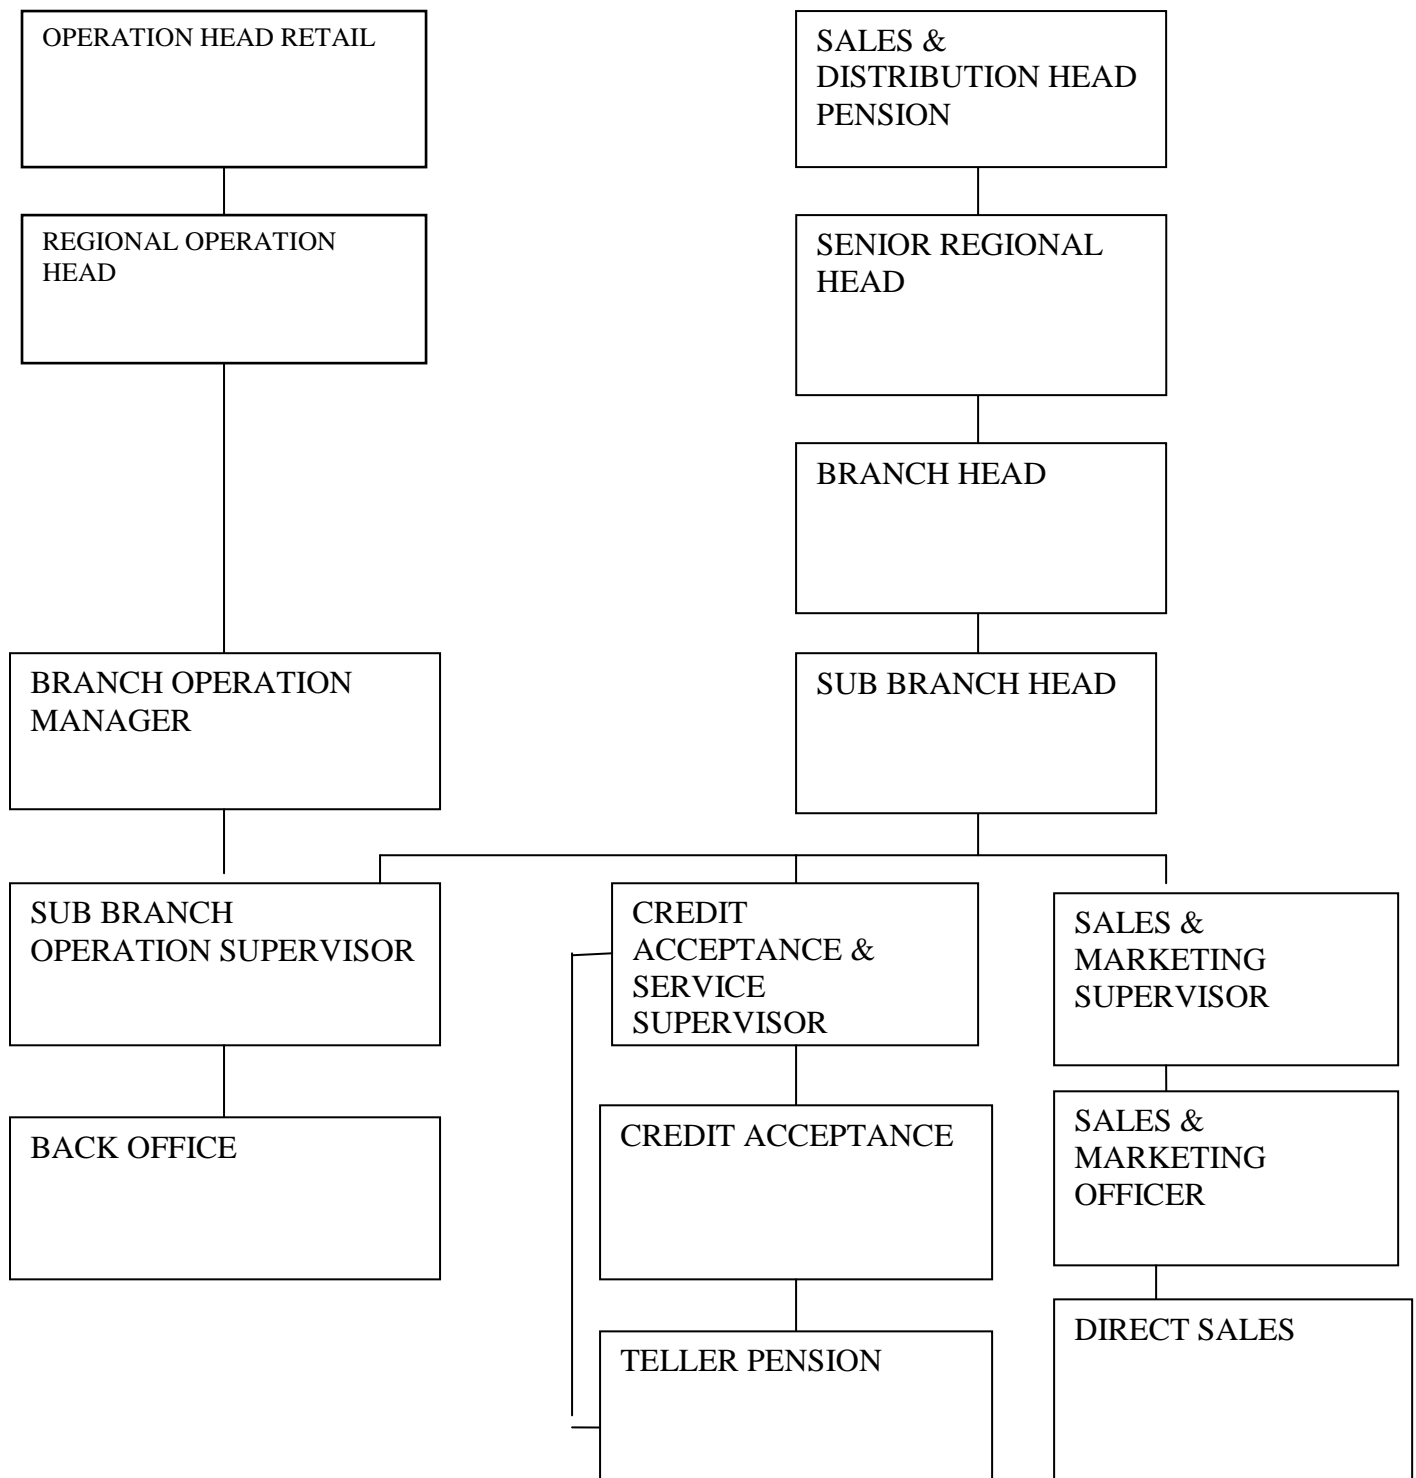 OPERATION HEAD RETAIL
SALES &
DISTRIBUTION HEAD
PENSION
REGIONAL OPERATION
HEAD
SENIOR REGIONAL
HEAD
BRANCH HEAD
BRANCH OPERATION
MANAGER
SUB BRANCH HEAD
SUB BRANCH
OPERATION SUPERVISOR
CREDIT
ACCEPTANCE &
SERVICE
SUPERVISOR
SALES &
MARKETING
SUPERVISOR
BACK OFFICE
CREDIT ACCEPTANCE
SALES &
MARKETING
OFFICER
TELLER PENSION
DIRECT SALES